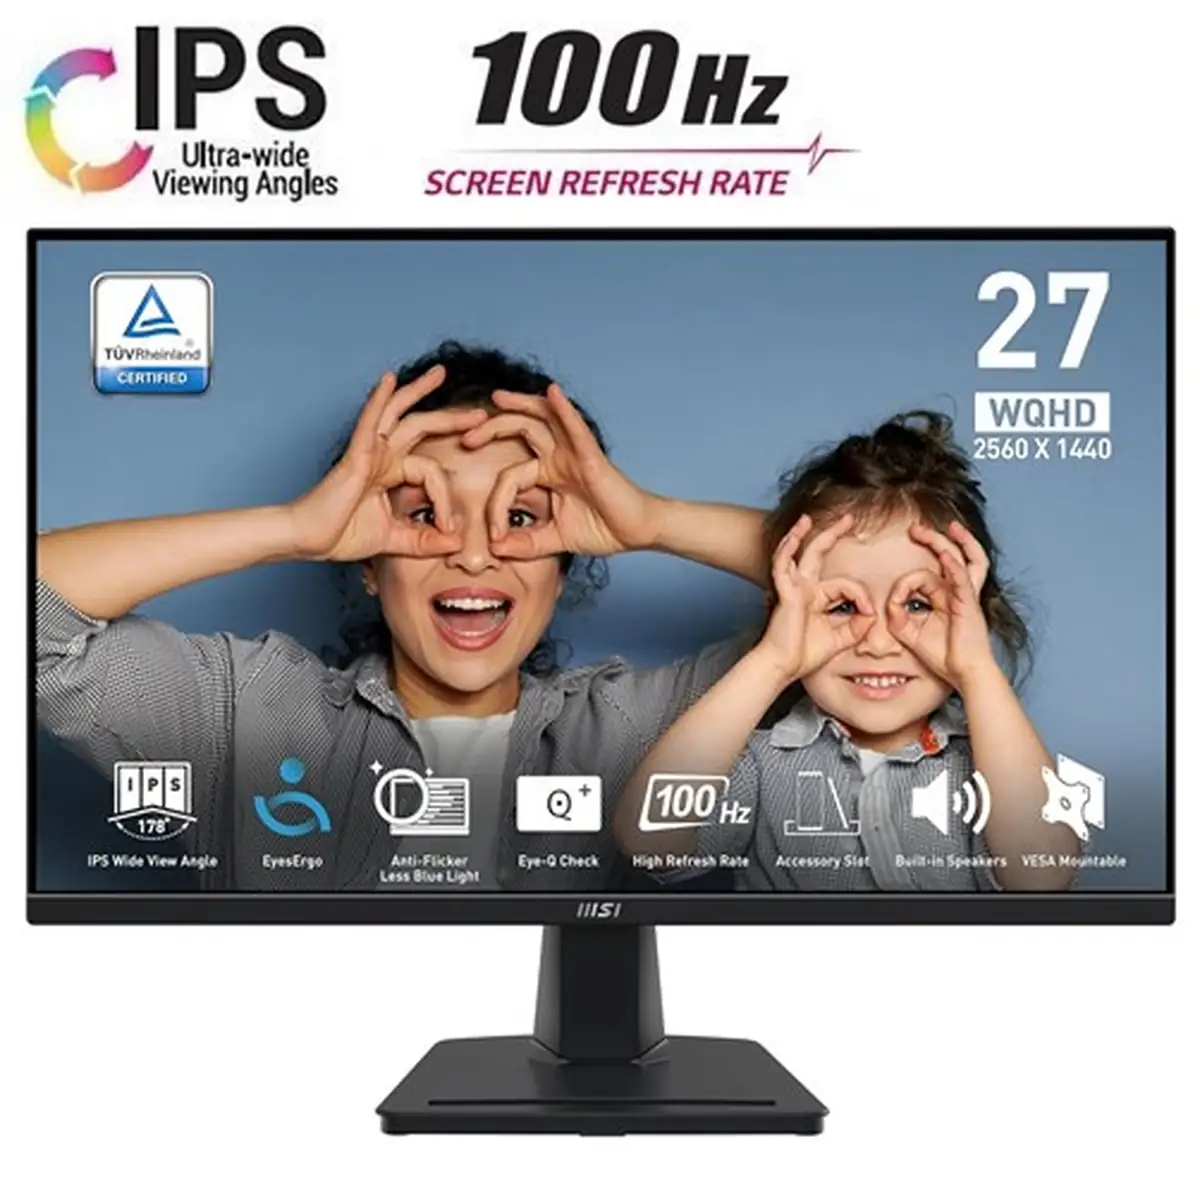 IPS
Ultra-wide
Viewing Angles
100Hz
SCREEN REFRESH RATE
TÜVRheinland®
CERTIFIED
27
WQHD
2560 X 1440
IPS
178°
IPS Wide View Angle
EyesErgo
Anti-Flicker
Less Blue Light
Q+
Eye-Q Check
100Hz
High Refresh Rate
Accessory Slot
Built-in Speakers
VESA Mountable
MSI